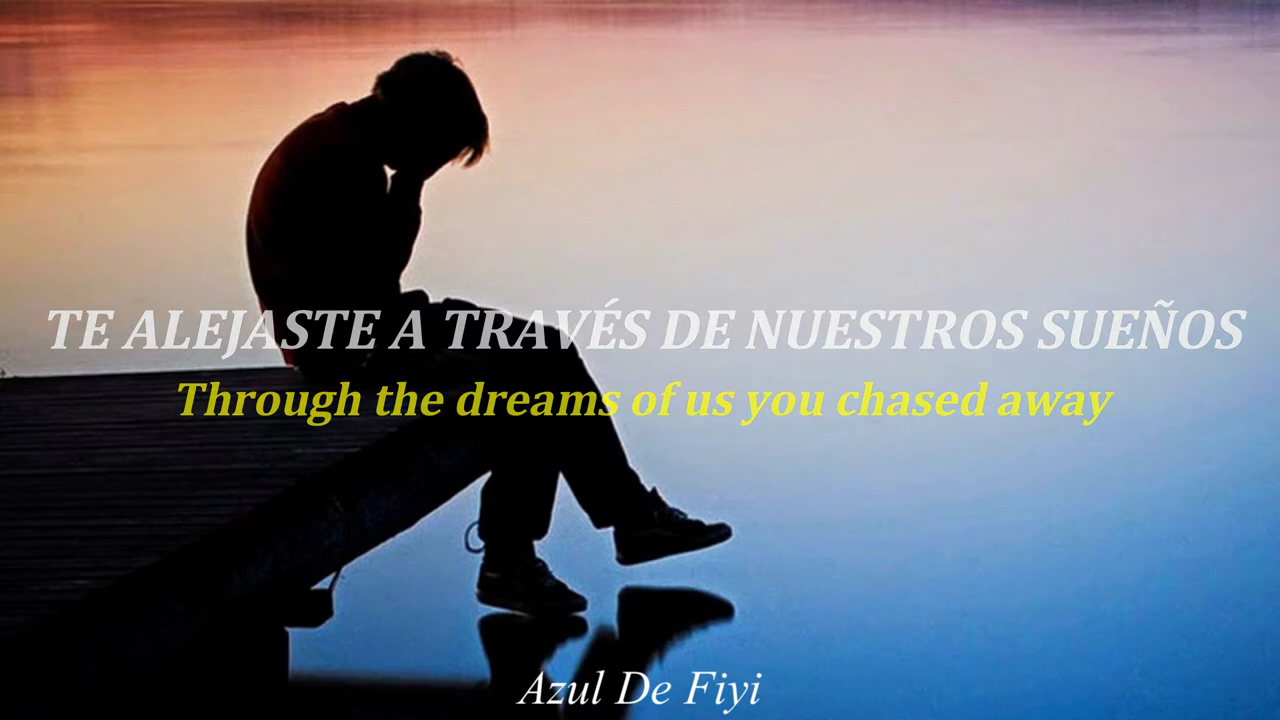 TE ALEJASTE A TRAVÉS DE NUESTROS SUEÑOS
Through the dreams of us you chased away
Azul De Fiyi